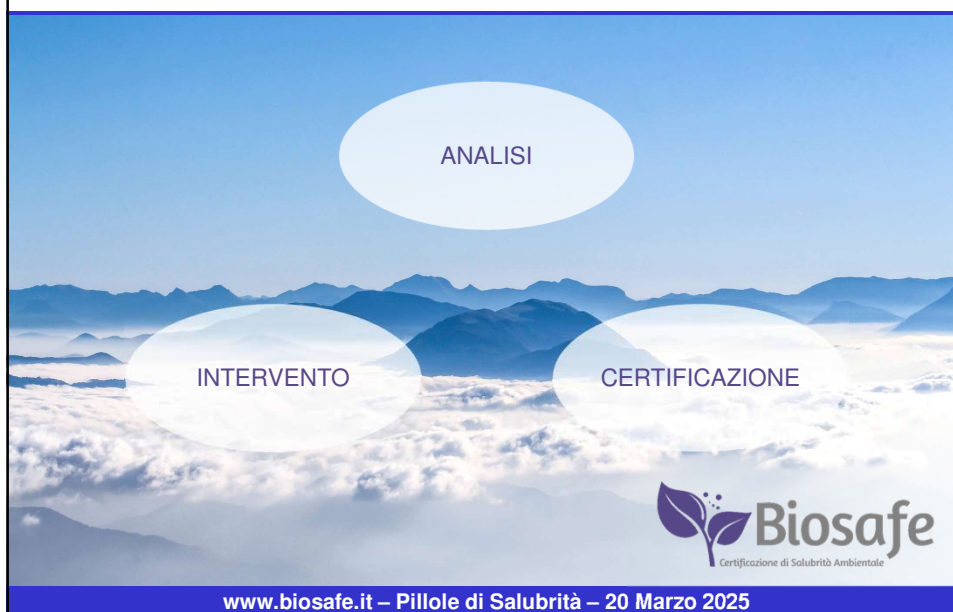 ANALISI
INTERVENTO
CERTIFICAZIONE
Biosafe
Certificazione di Salubrità Ambientale
www.biosafe.it – Pillole di Salubrità – 20 Marzo 2025